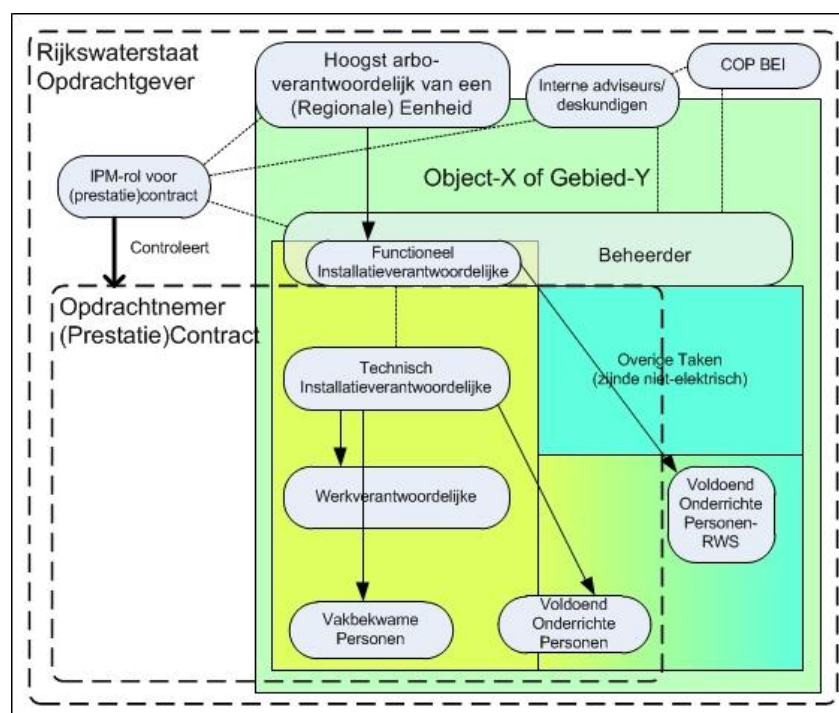 Rijkswaterstaat
Opdrachtgever
Hoogst arbo-
verantwoordelijk van een
(Regionale) Eenheid
Interne adviseurs/
deskundigen
COP BEI
IPM-rol voor
(prestatie)contract
Object-X of Gebied-Y
Controleert
Functioneel
Installatieverantwoordelijke
Beheerder
Opdrachtnemer
(Prestatie)Contract
Technisch
Installatieverantwoordelijke
Overige Taken
(zijnde niet-elektrisch)
Werkverantwoordelijke
Voldoend
Onderrichte
Personen-
RWS
Vakbekwame
Personen
Voldoend
Onderrichte
Personen